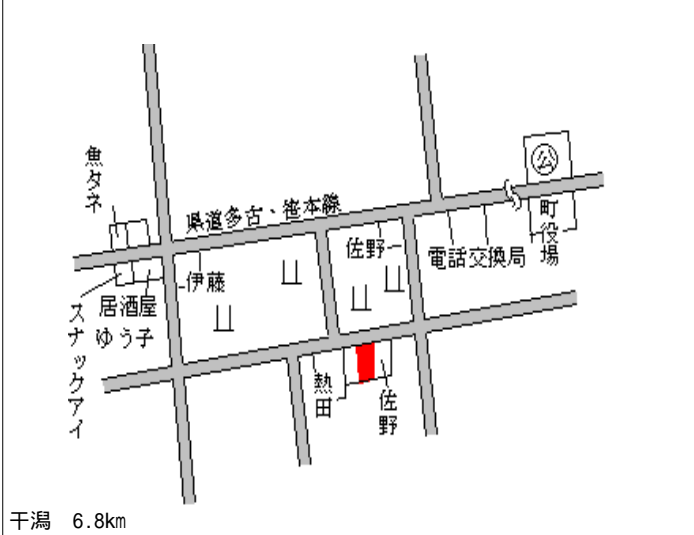 公
魚タネ
県道多古・笹本線
町役場
佐野
電話交換局
伊藤
居酒屋
ゆう子
スナックアイ
熱田
佐野
干潟 6.8km